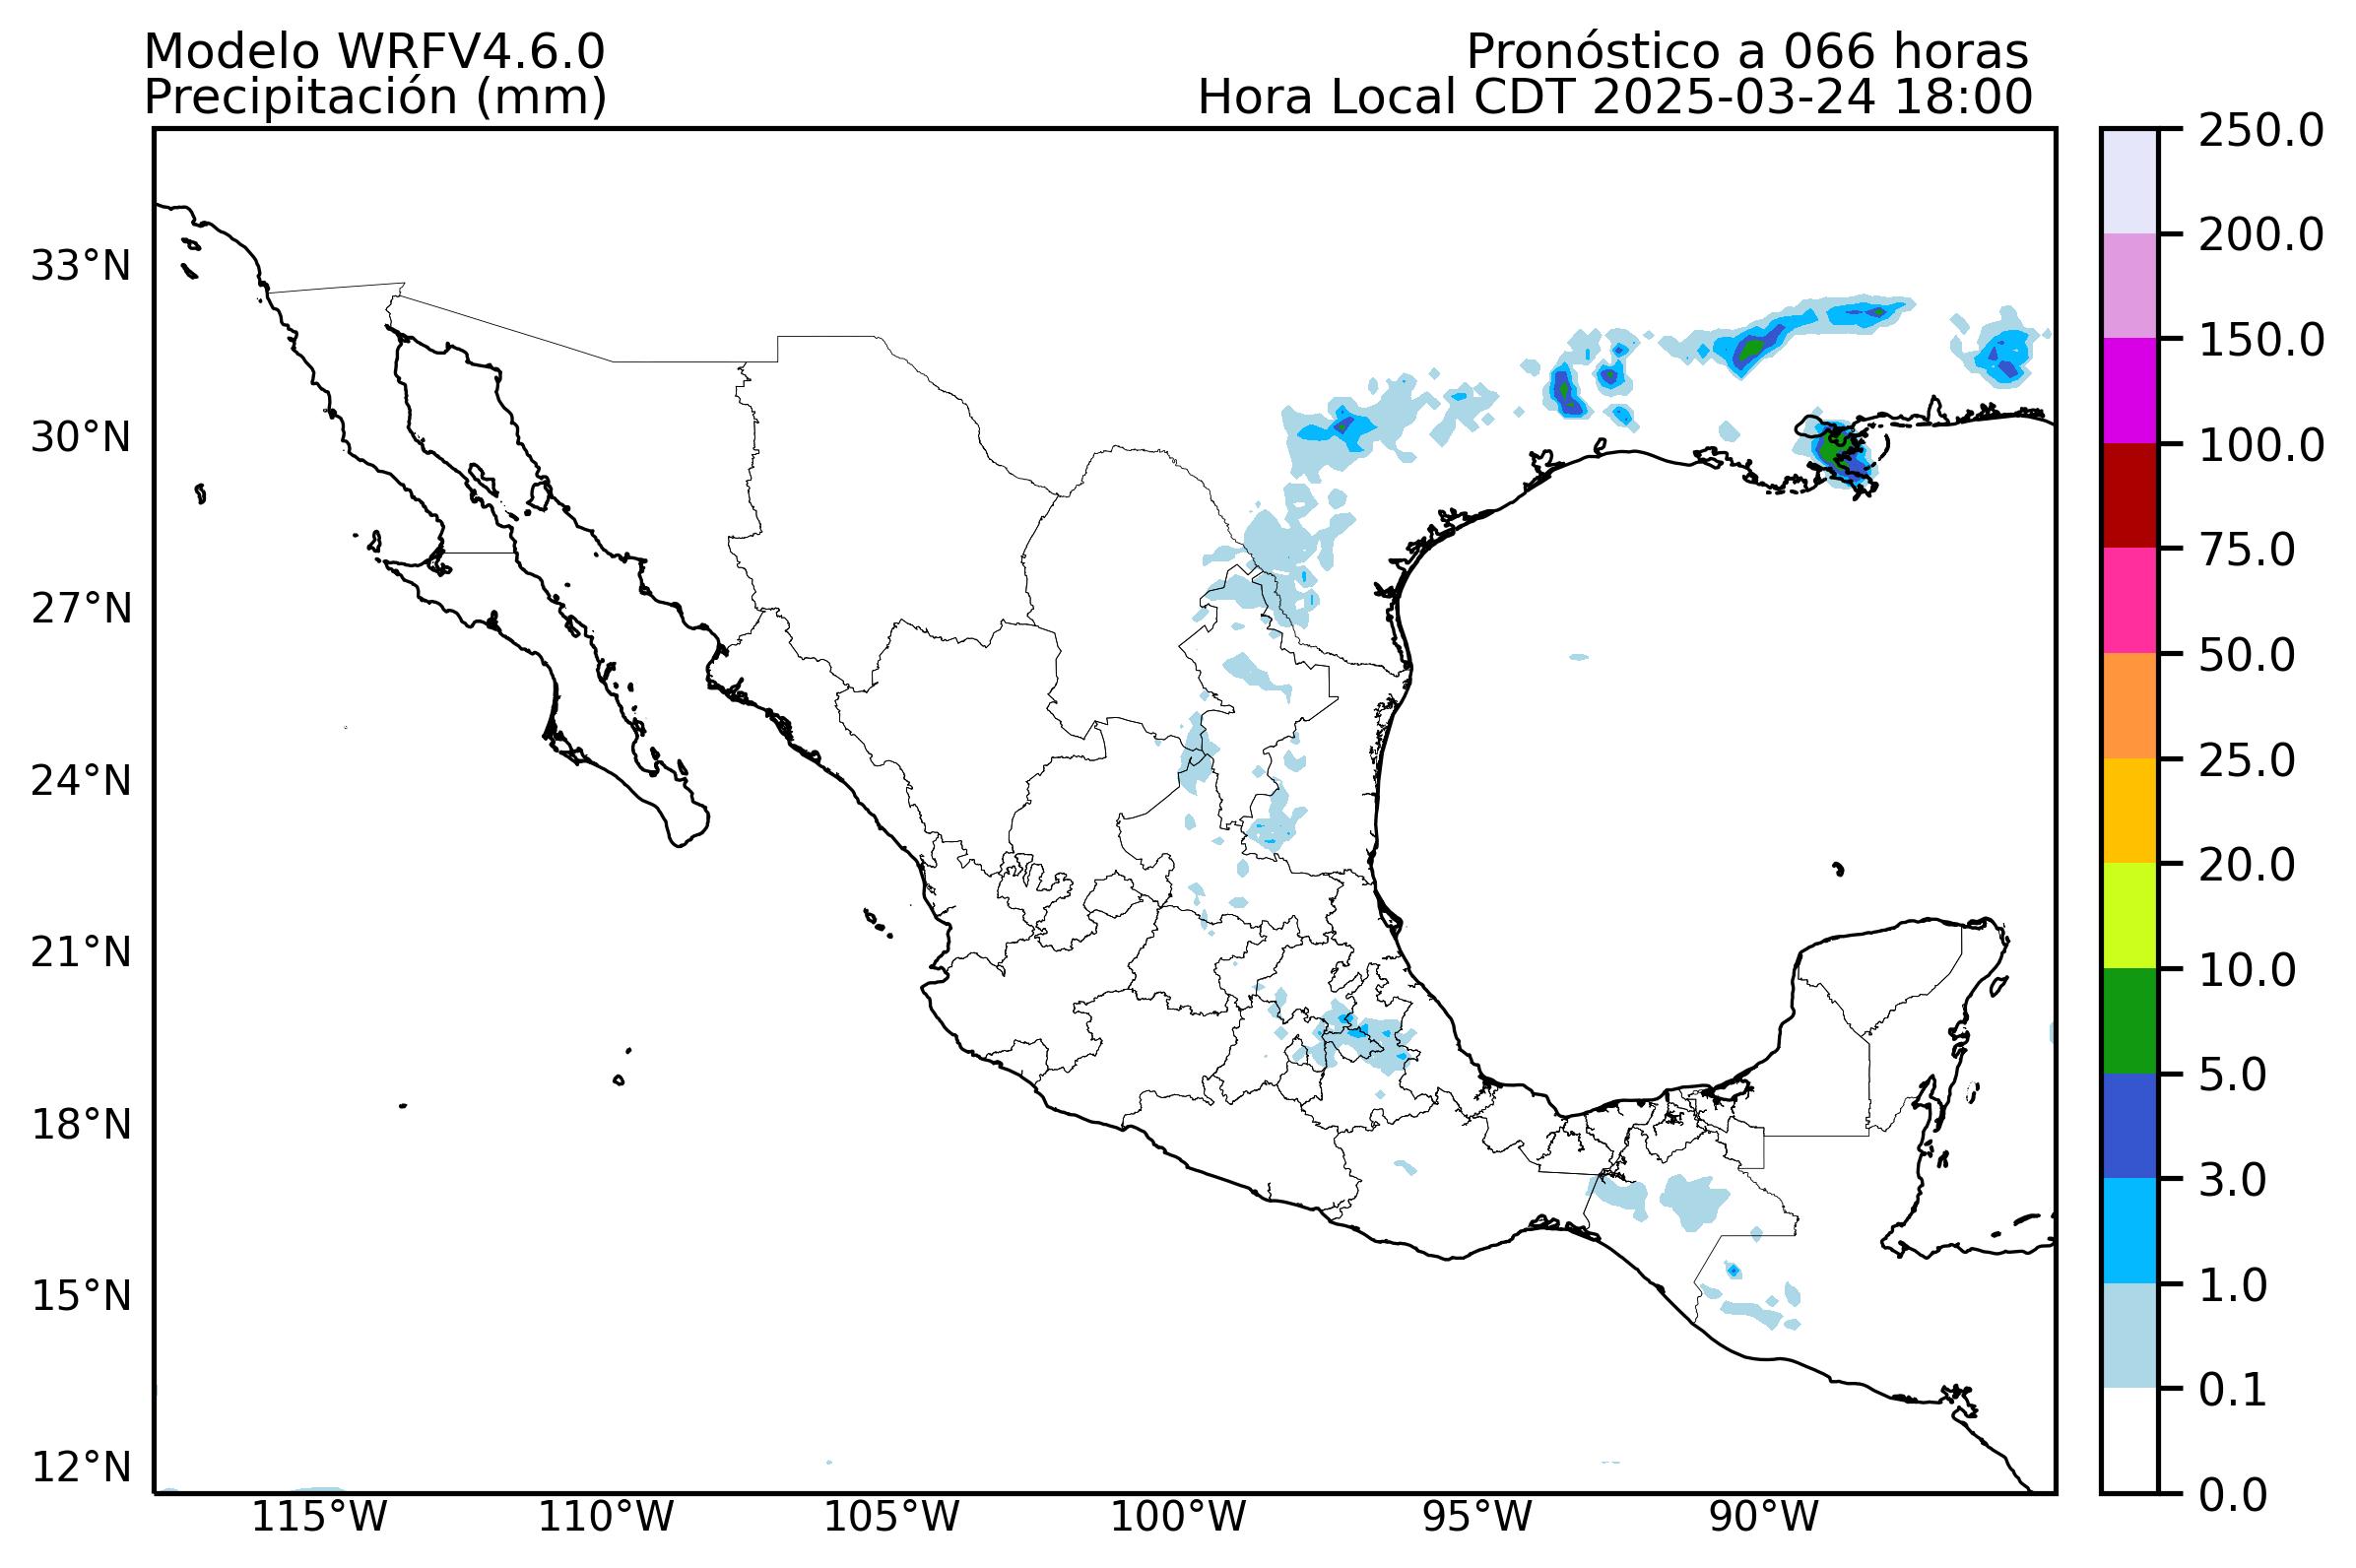 Modelo WRFV4.6.0
Precipitación (mm)
Pronóstico a 066 horas
Hora Local CDT 2025-03-24 18:00
33°N
30°N
27°N
24°N
21°N
18°N
15°N
12°N
115°W
110°W
105°W
100°W
95°W
90°W
250.0
200.0
150.0
100.0
75.0
50.0
25.0
20.0
10.0
5.0
3.0
1.0
0.1
0.0